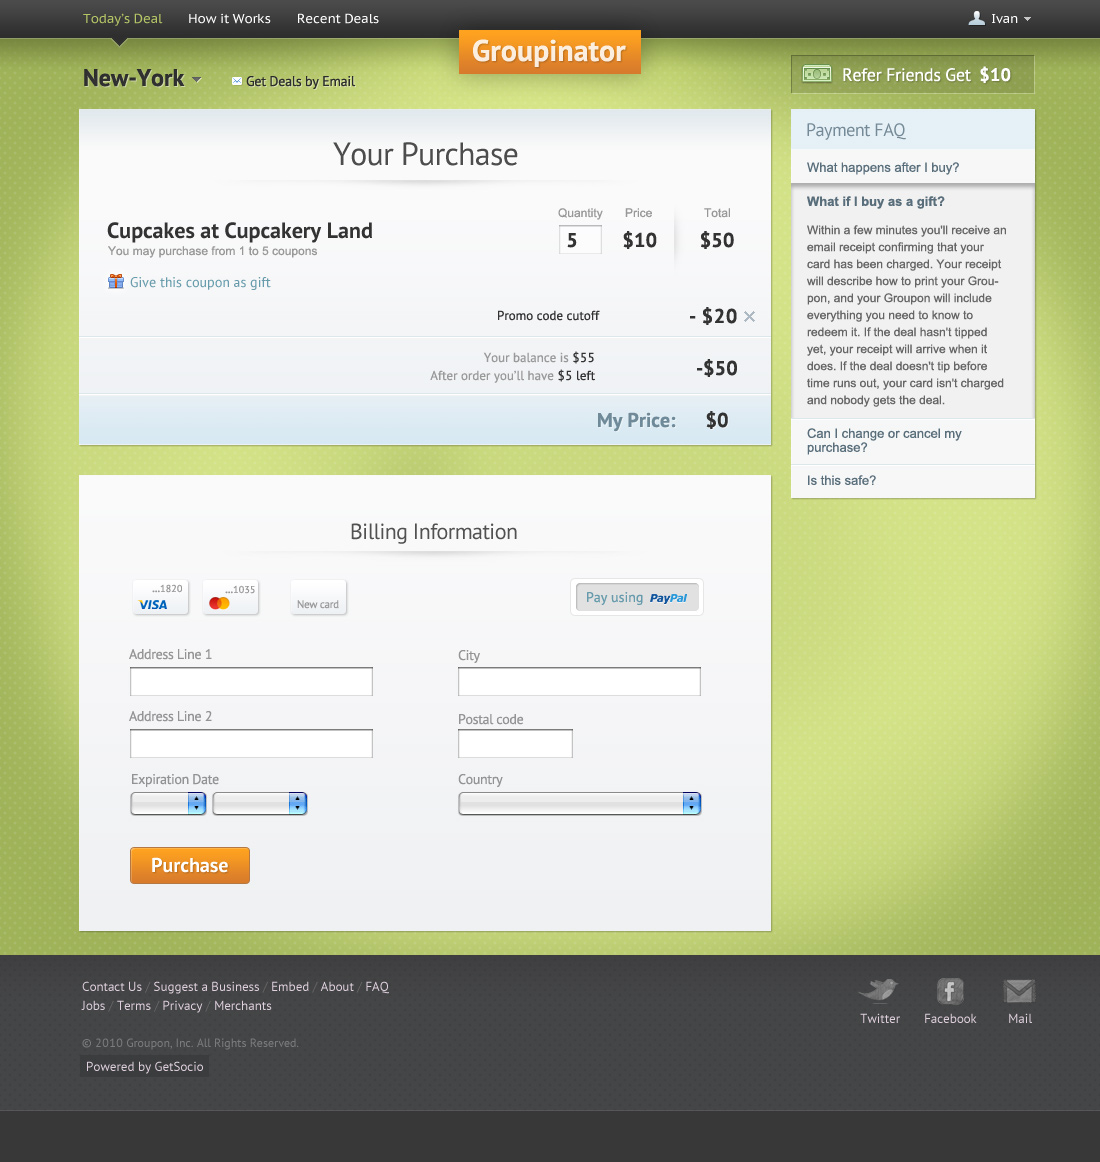 Today's Deal How it Works Recent Deals Ivan
Groupinator
New-York Get Deals by Email
Refer Friends Get $10
Your Purchase
Quantity Price Total
Cupcakes at Cupcakery Land 5 $10 $50
You may purchase from 1 to 5 coupons
Give this coupon as gift
Promo code cutoff - $20
Your balance is $55
After order you'll have $5 left
-$50
My Price: $0
Payment FAQ
What happens after I buy?
What if I buy as a gift?
Within a few minutes you'll receive an
email receipt confirming that your
card has been charged. Your receipt
will describe how to print your Grou-
pon, and your Groupon will include
everything you need to know to
redeem it. If the deal hasn't tipped
yet, your receipt will arrive when it
does. If the deal doesn't tip before
time runs out, your card isn't charged
and nobody gets the deal.
Can I change or cancel my
purchase?
Is this safe?
Billing Information
...1820
VISA
...1035
New card
Pay using PayPal
Address Line 1 City
Address Line 2 Postal code
Expiration Date Country
Purchase
Contact Us / Suggest a Business / Embed / About / FAQ
Jobs / Terms / Privacy / Merchants
© 2010 Groupon, Inc. All Rights Reserved.
Powered by GetSocio
Twitter Facebook Mail